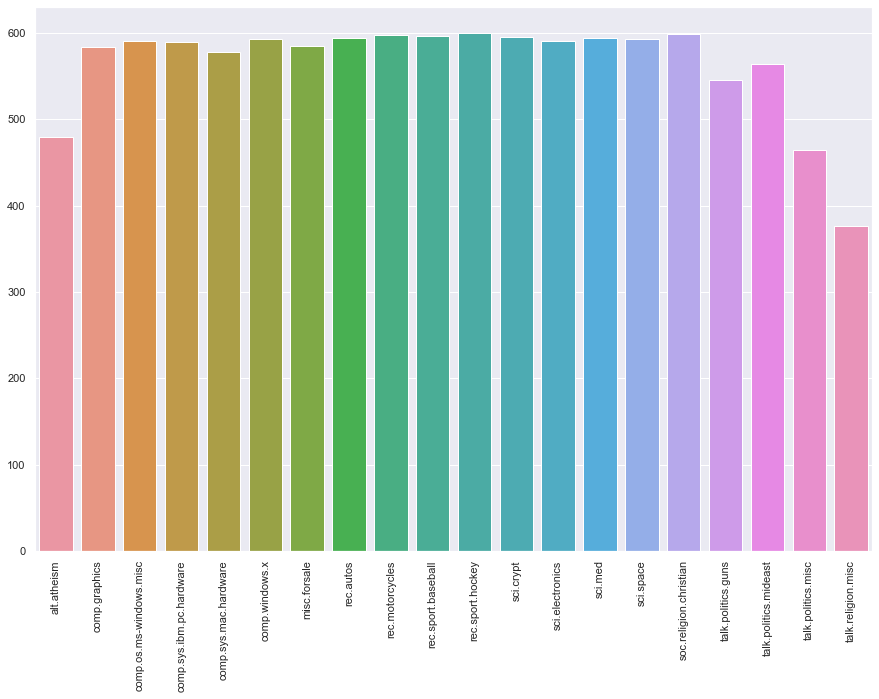 600
500
400
300
200
100
0
alt.atheism
comp.graphics
comp.os.ms-windows.misc
comp.sys.ibm.pc.hardware
comp.sys.mac.hardware
comp.windows.x
misc.forsale
rec.autos
rec.motorcycles
rec.sport.baseball
rec.sport.hockey
sci.crypt
sci.electronics
sci.med
sci.space
soc.religion.christian
talk.politics.guns
talk.politics.mideast
talk.politics.misc
talk.religion.misc